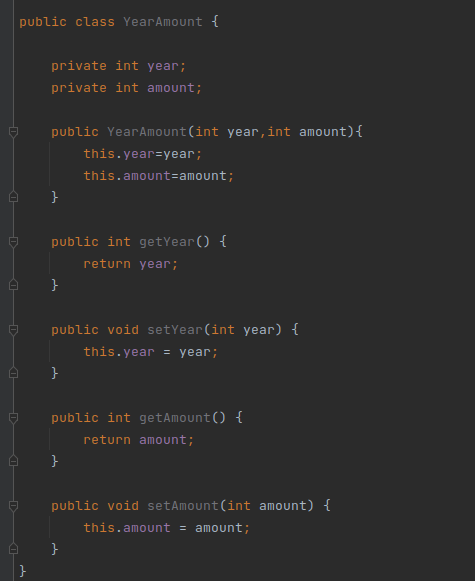 public class YearAmount {
private int year;
private int amount;
public YearAmount(int year,int amount){
this.year=year;
this.amount=amount;
}
public int getYear() {
return year;
}
public void setYear(int year) {
this.year = year;
}
public int getAmount() {
return amount;
}
public void setAmount(int amount) {
this.amount = amount;
}
}